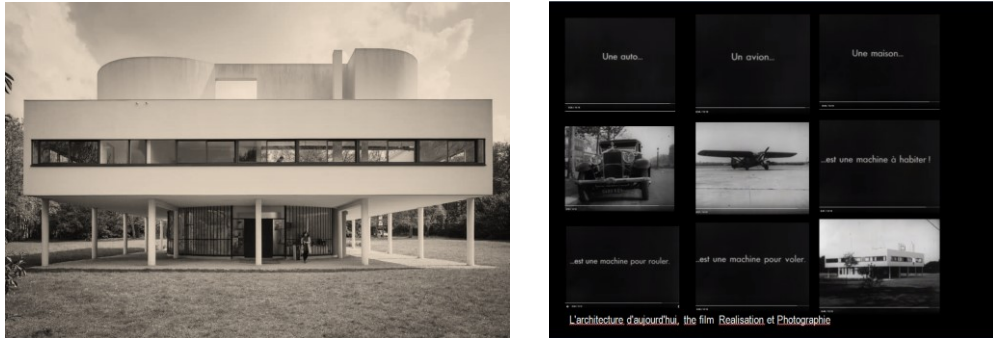 Une auto...
Un avion...
Une maison...
...est une machine à habiter !
...est une machine pour rouler.
...est une machine pour voler.
L'architecture d'aujourd'hui, the film Realisation et Photographie